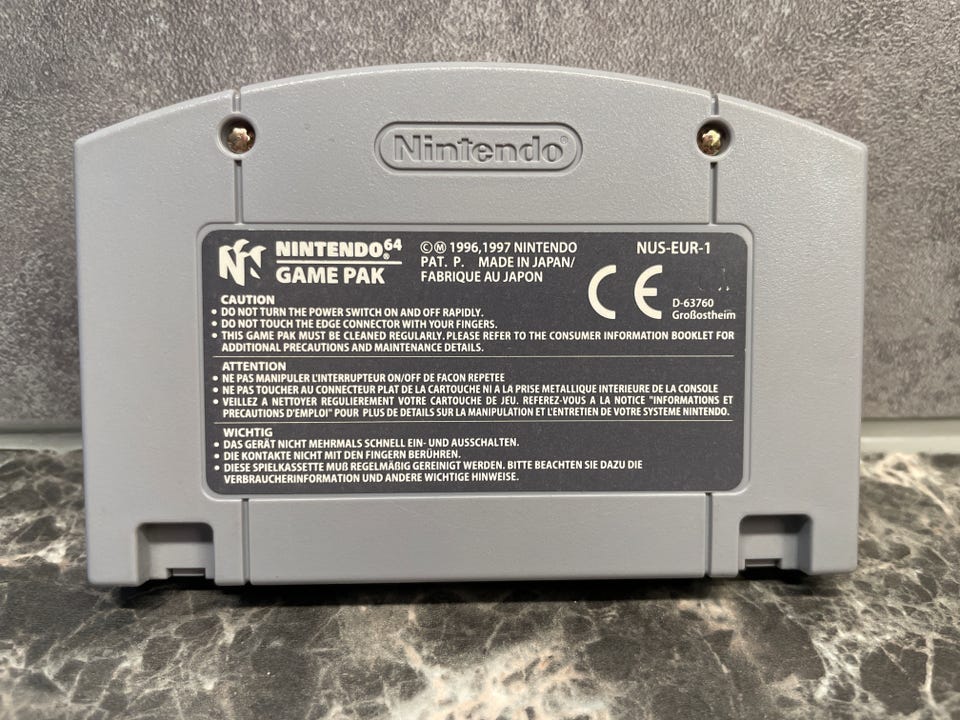 Nintendo
NINTENDO®64
GAME PAK
©Ⓜ 1996,1997 NINTENDO
PAT. P. MADE IN JAPAN/
FABRIQUE AU JAPON
NUS-EUR-1
CE
D-63760
Großostheim
CAUTION
• DO NOT TURN THE POWER SWITCH ON AND OFF RAPIDLY.
• DO NOT TOUCH THE EDGE CONNECTOR WITH YOUR FINGERS.
• THIS GAME PAK MUST BE CLEANED REGULARLY. PLEASE REFER TO THE CONSUMER INFORMATION BOOKLET FOR
ADDITIONAL PRECAUTIONS AND MAINTENANCE DETAILS.
ATTENTION
• NE PAS MANIPULER L'INTERRUPTEUR ON/OFF DE FACON REPETEE
• NE PAS TOUCHER AU CONNECTEUR PLAT DE LA CARTOUCHE NI A LA PRISE METALLIQUE INTERIEURE DE LA CONSOLE
• VEILLEZ A NETTOYER REGULIEREMENT VOTRE CARTOUCHE DE JEU. REFEREZ-VOUS A LA NOTICE "INFORMATIONS ET
PRECAUTIONS D'EMPLOI" POUR PLUS DE DETAILS SUR LA MANIPULATION ET L'ENTRETIEN DE VOTRE SYSTEME NINTENDO.
WICHTIG
• DAS GERÄT NICHT MEHRMALS SCHNELL EIN- UND AUSSCHALTEN.
• DIE KONTAKTE NICHT MIT DEN FINGERN BERÜHREN.
• DIESE SPIELKASSETTE MUß REGELMÄßIG GEREINIGT WERDEN. BITTE BEACHTEN SIE DAZU DIE
VERBRAUCHERINFORMATION UND ANDERE WICHTIGE HINWEISE.